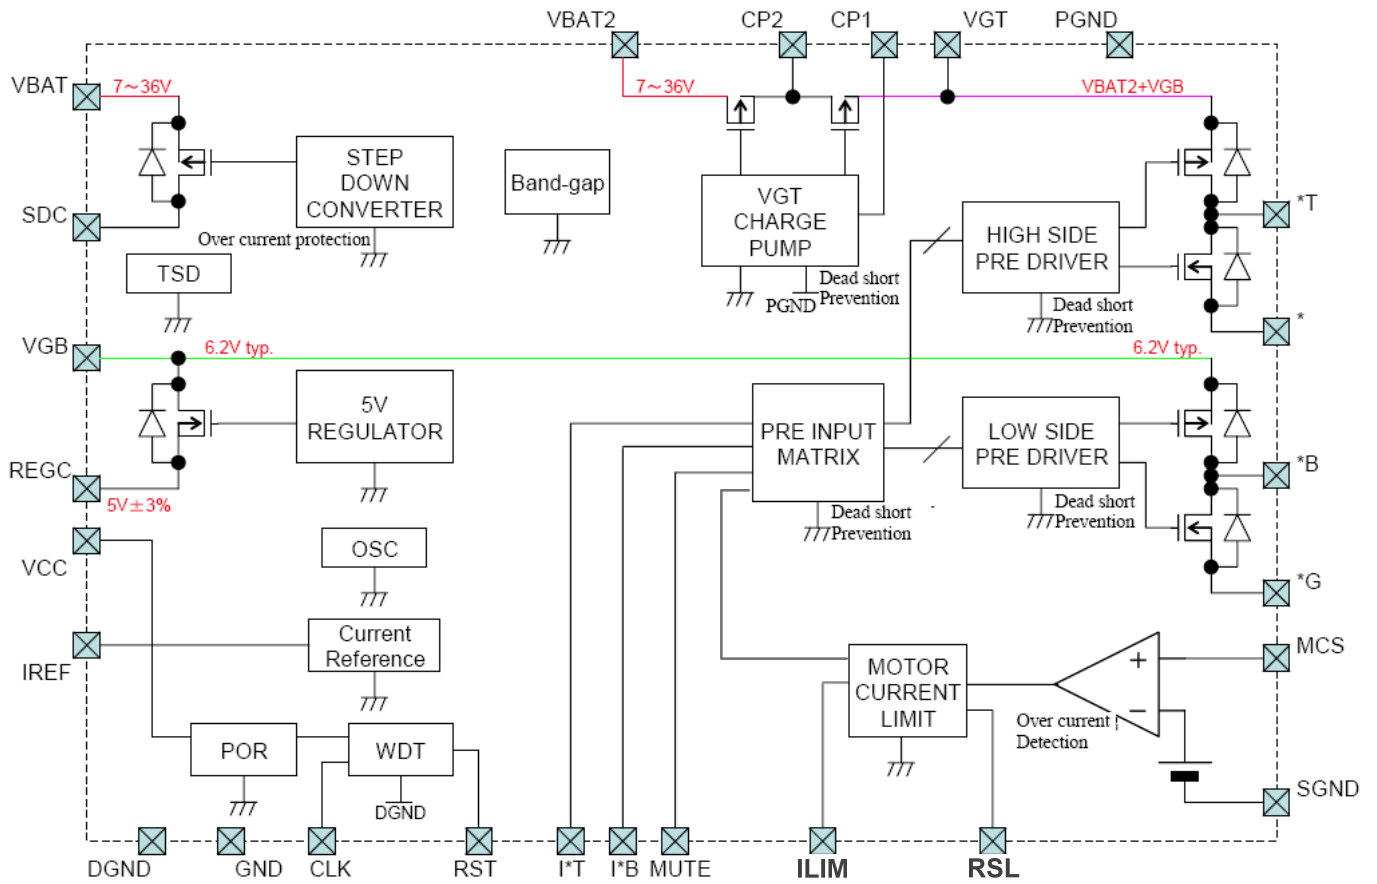 VBAT2
CP2
CP1
VGT
PGND
VBAT
7～36V
7～36V
VBAT2+VGB
STEP
DOWN
CONVERTER
Band-gap
VGT
CHARGE
PUMP
*T
SDC
Over current protection
HIGH SIDE
PRE DRIVER
TSD
Dead short
Prevention
PGND
Dead short
Prevention
*
VGB
6.2V typ.
6.2V typ.
5V
REGULATOR
PRE INPUT
MATRIX
LOW SIDE
PRE DRIVER
*B
REGC
5V±3%
Dead short
Prevention
Dead short
Prevention
VCC
OSC
*G
Current
Reference
IREF
MOTOR
CURRENT
LIMIT
+
−
MCS
Over current
Detection
POR
WDT
DGND
SGND
DGND
GND
CLK
RST
I*T
I*B
MUTE
ILIM
RSL